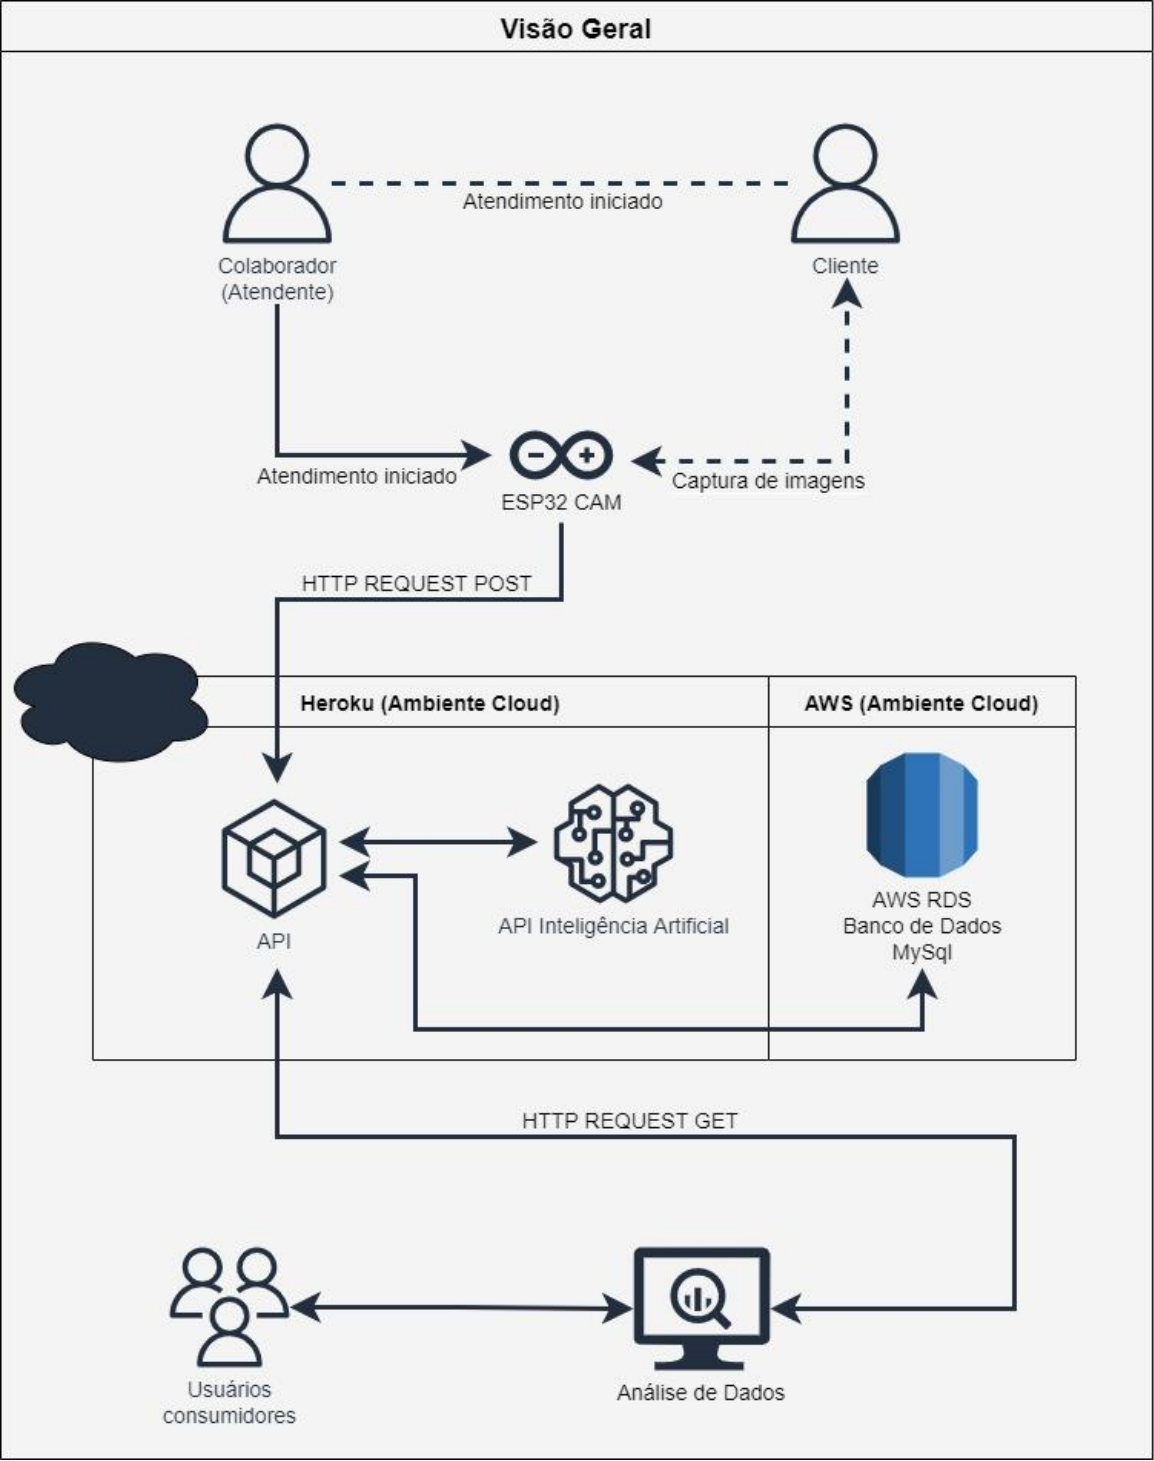 Visão Geral
Atendimento iniciado
Colaborador
(Atendente)
Cliente
Atendimento iniciado
ESP32 CAM
Captura de imagens
HTTP REQUEST POST
Heroku (Ambiente Cloud)
AWS (Ambiente Cloud)
API
API Inteligência Artificial
AWS RDS
Banco de Dados
MySql
HTTP REQUEST GET
Usuários
consumidores
Análise de Dados